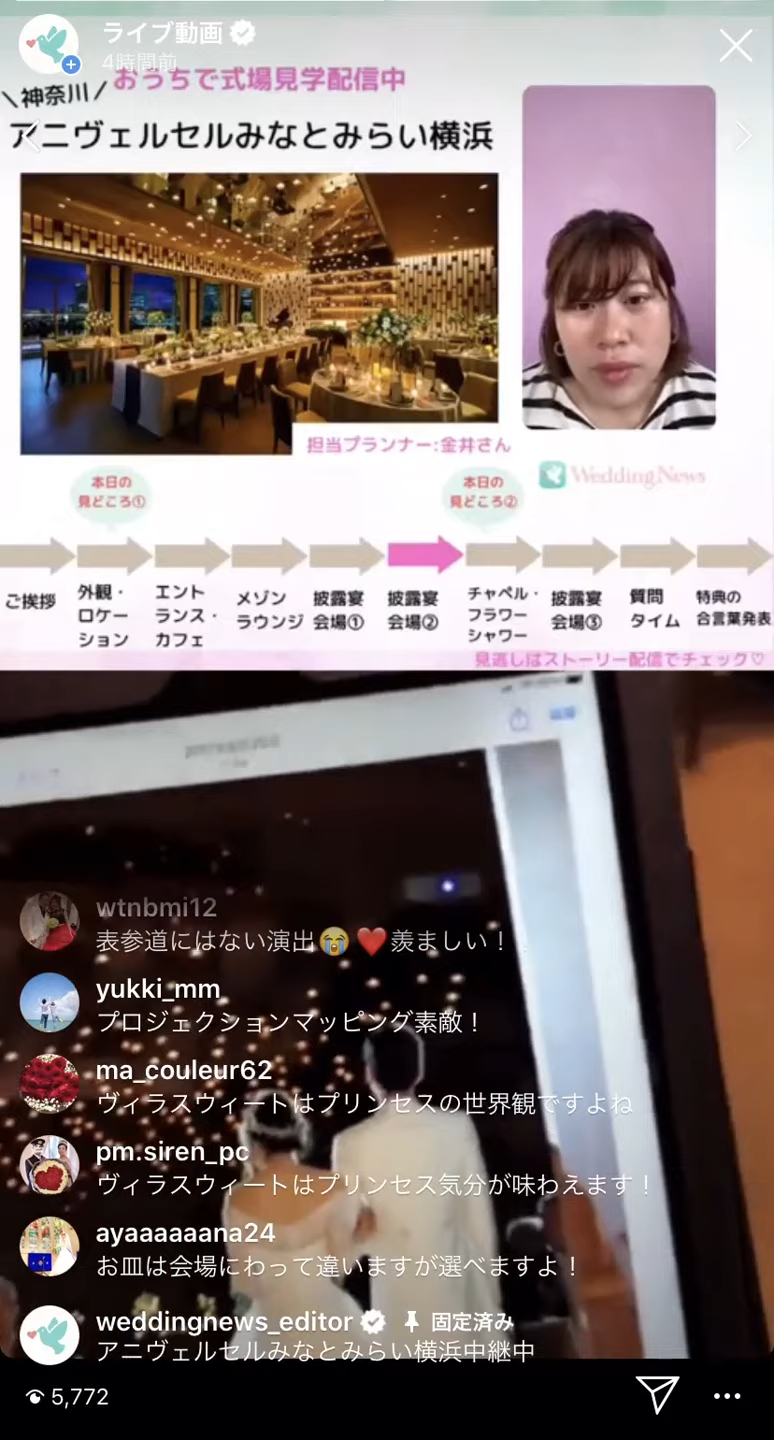 ライブ動画
4時間前
おうちで式場見学配信中
＼神奈川／
アニヴェルセルみなとみらい横浜
担当プランナー:金井さん
本日の
見どころ①
本日の
見どころ②
WeddingNews
ご挨拶
外観・
ロケー
ション
エント
ランス・
カフェ
メゾン
ラウンジ
披露宴
会場①
披露宴
会場②
チャペル・
フラワー
シャワー
披露宴
会場③
質問
タイム
特典の
合言葉発表
見逃しはストーリー配信でチェック♡
wtnbmi12
表参道にはない演出😭❤️羨ましい！
yukki_mm
プロジェクションマッピング素敵！
ma_couleur62
ヴィラスウィートはプリンセスの世界観ですよね
pm.siren_pc
ヴィラスウィートはプリンセス気分が味わえます！
ayaaaaaana24
お皿は会場にわって違いますが選べますよ！
weddingnews_editor 固定済み
アニヴェルセルみなとみらい横浜中継中
5,772